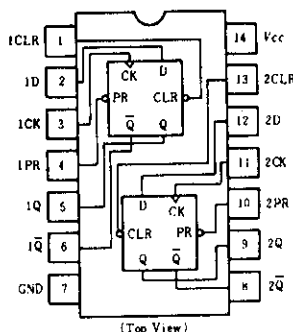 1CLR 1 14 Vcc
1D 2 CK D 13 2CLR
1CK 3 PR CLR 12 2D
1PR 4 Q̅ Q 11 2CK
1Q 5 D CK 10 2PR
1Q̅ 6 CLR PR 9 2Q
GND 7 Q Q̅ 8 2Q̅
(Top View)